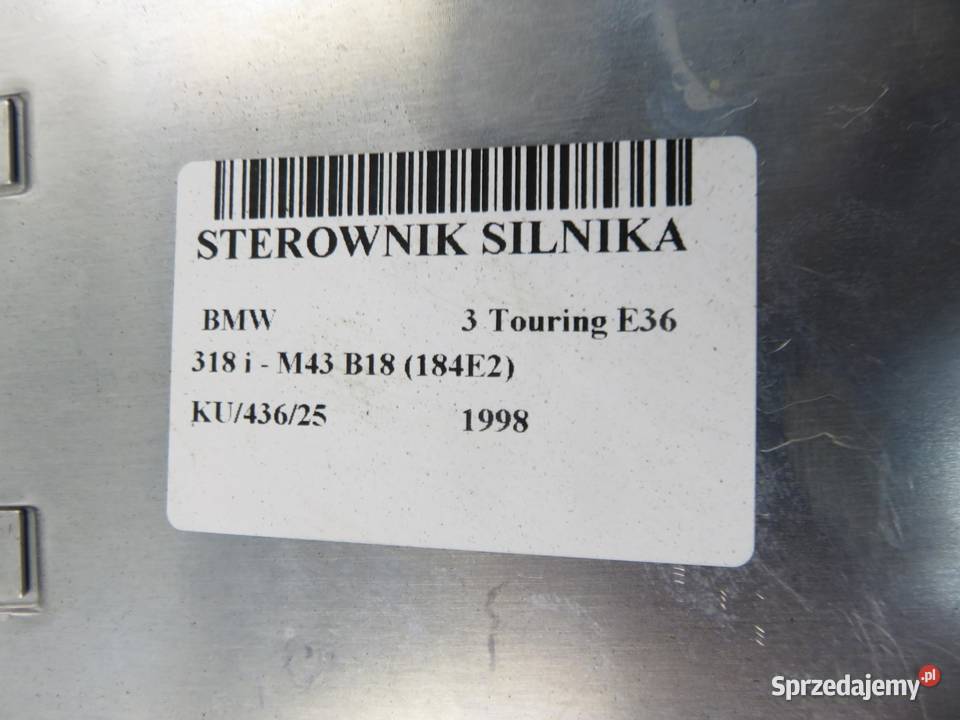 STEROWNIK SILNIKA
BMW 3 Touring E36
318 i - M43 B18 (184E2)
KU/436/25 1998
Sprzedajemy.pl